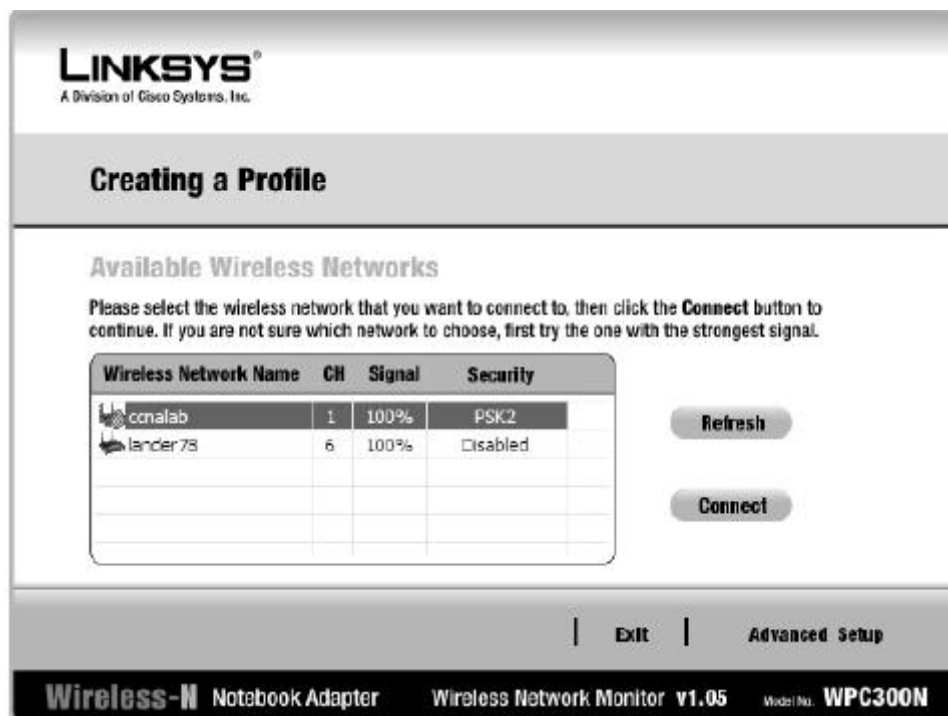 LINKSYS®
A Division of Cisco Systems, Inc.
Creating a Profile
Available Wireless Networks
Please select the wireless network that you want to connect to, then click the Connect button to
continue. If you are not sure which network to choose, first try the one with the strongest signal.
Wireless Network Name CH Signal Security
ccnalab 1 100% PSK2
lander78 6 100% Disabled
Refresh
Connect
Exit Advanced Setup
Wireless-N Notebook Adapter Wireless Network Monitor v1.05 Model No. WPC300N